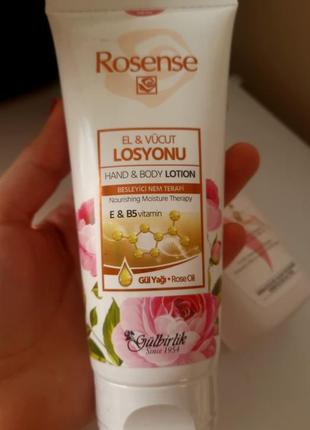 Rosense
EL & VÜCUT
LOSYONU
HAND & BODY LOTION
BESLEYİCİ NEM TERAPİ
Nourishing Moisture Therapy
E & B5 vitamin
Gül Yağı • Rose Oil
Gülbirlik
Since 1954